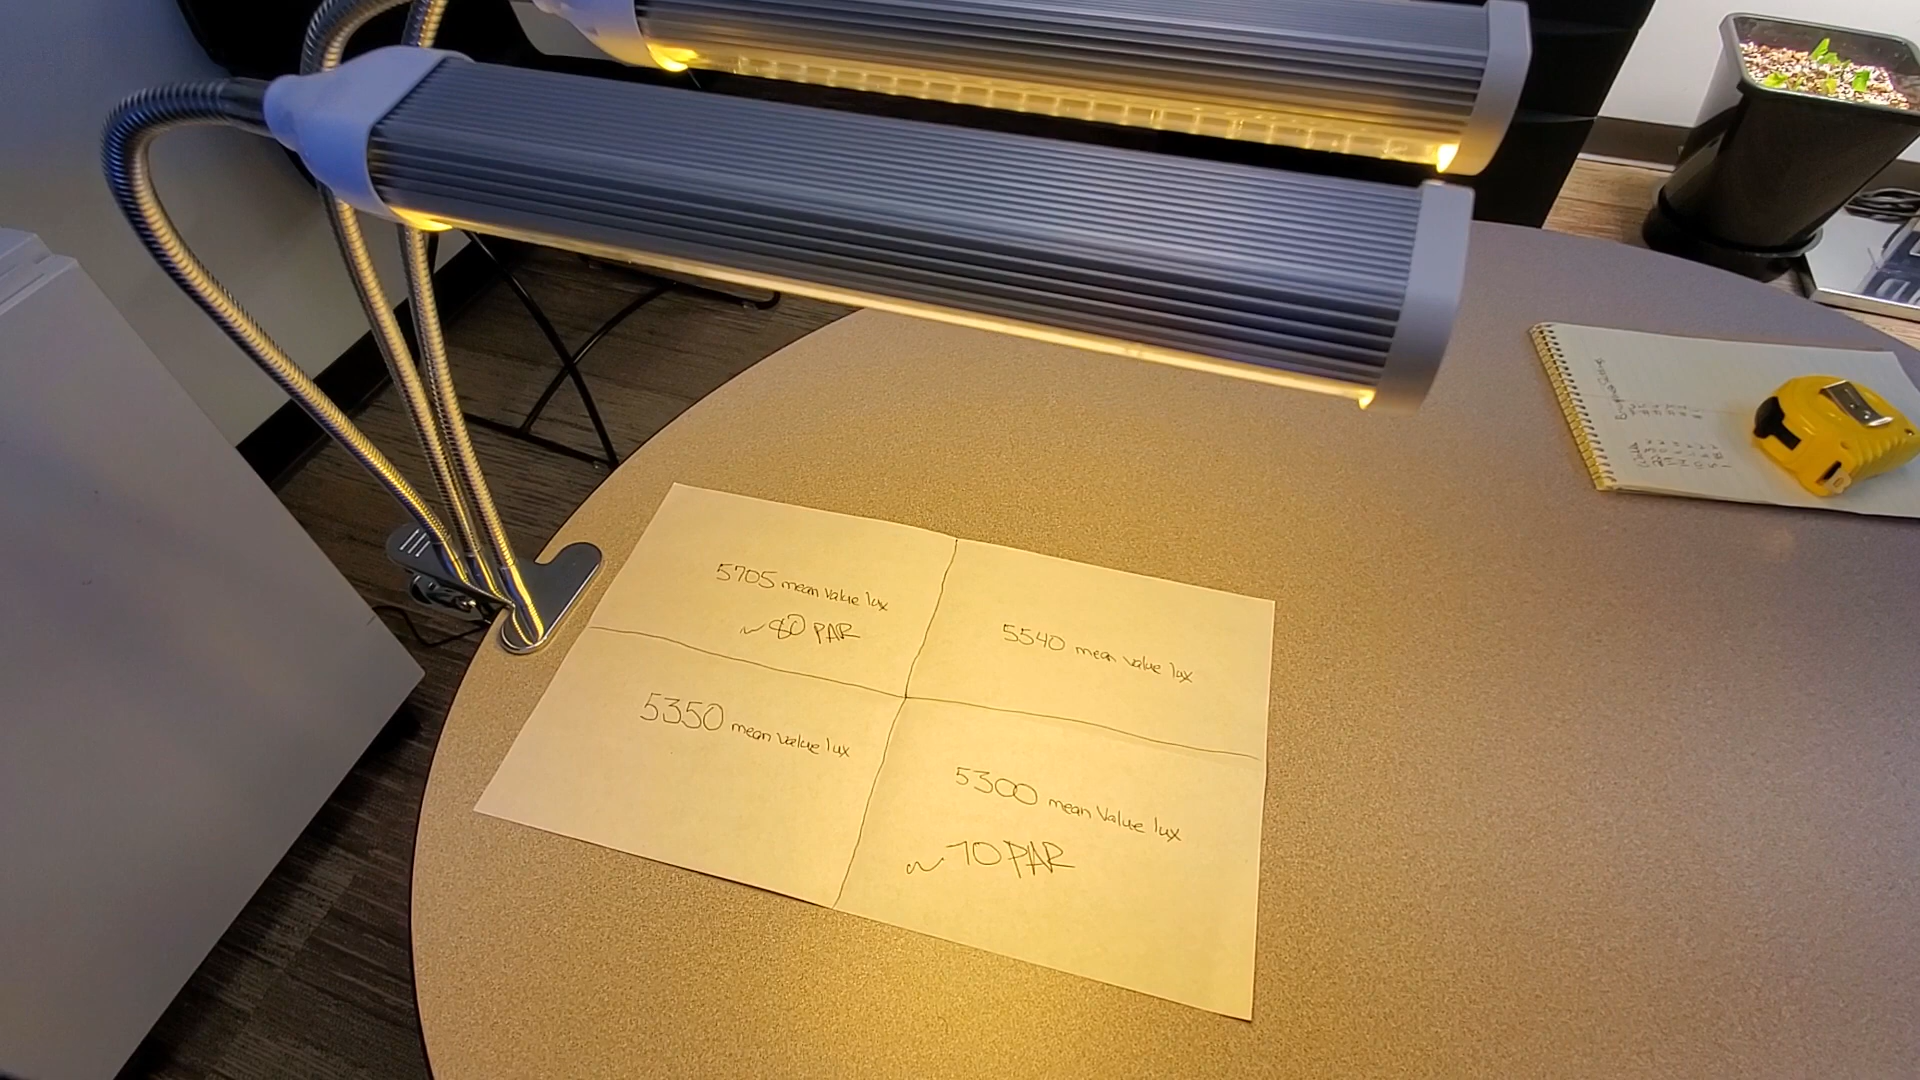 5705 mean value lux
~80 PAR
5540 mean value lux
5350 mean value lux
5300 mean Value lux
~70 PAR